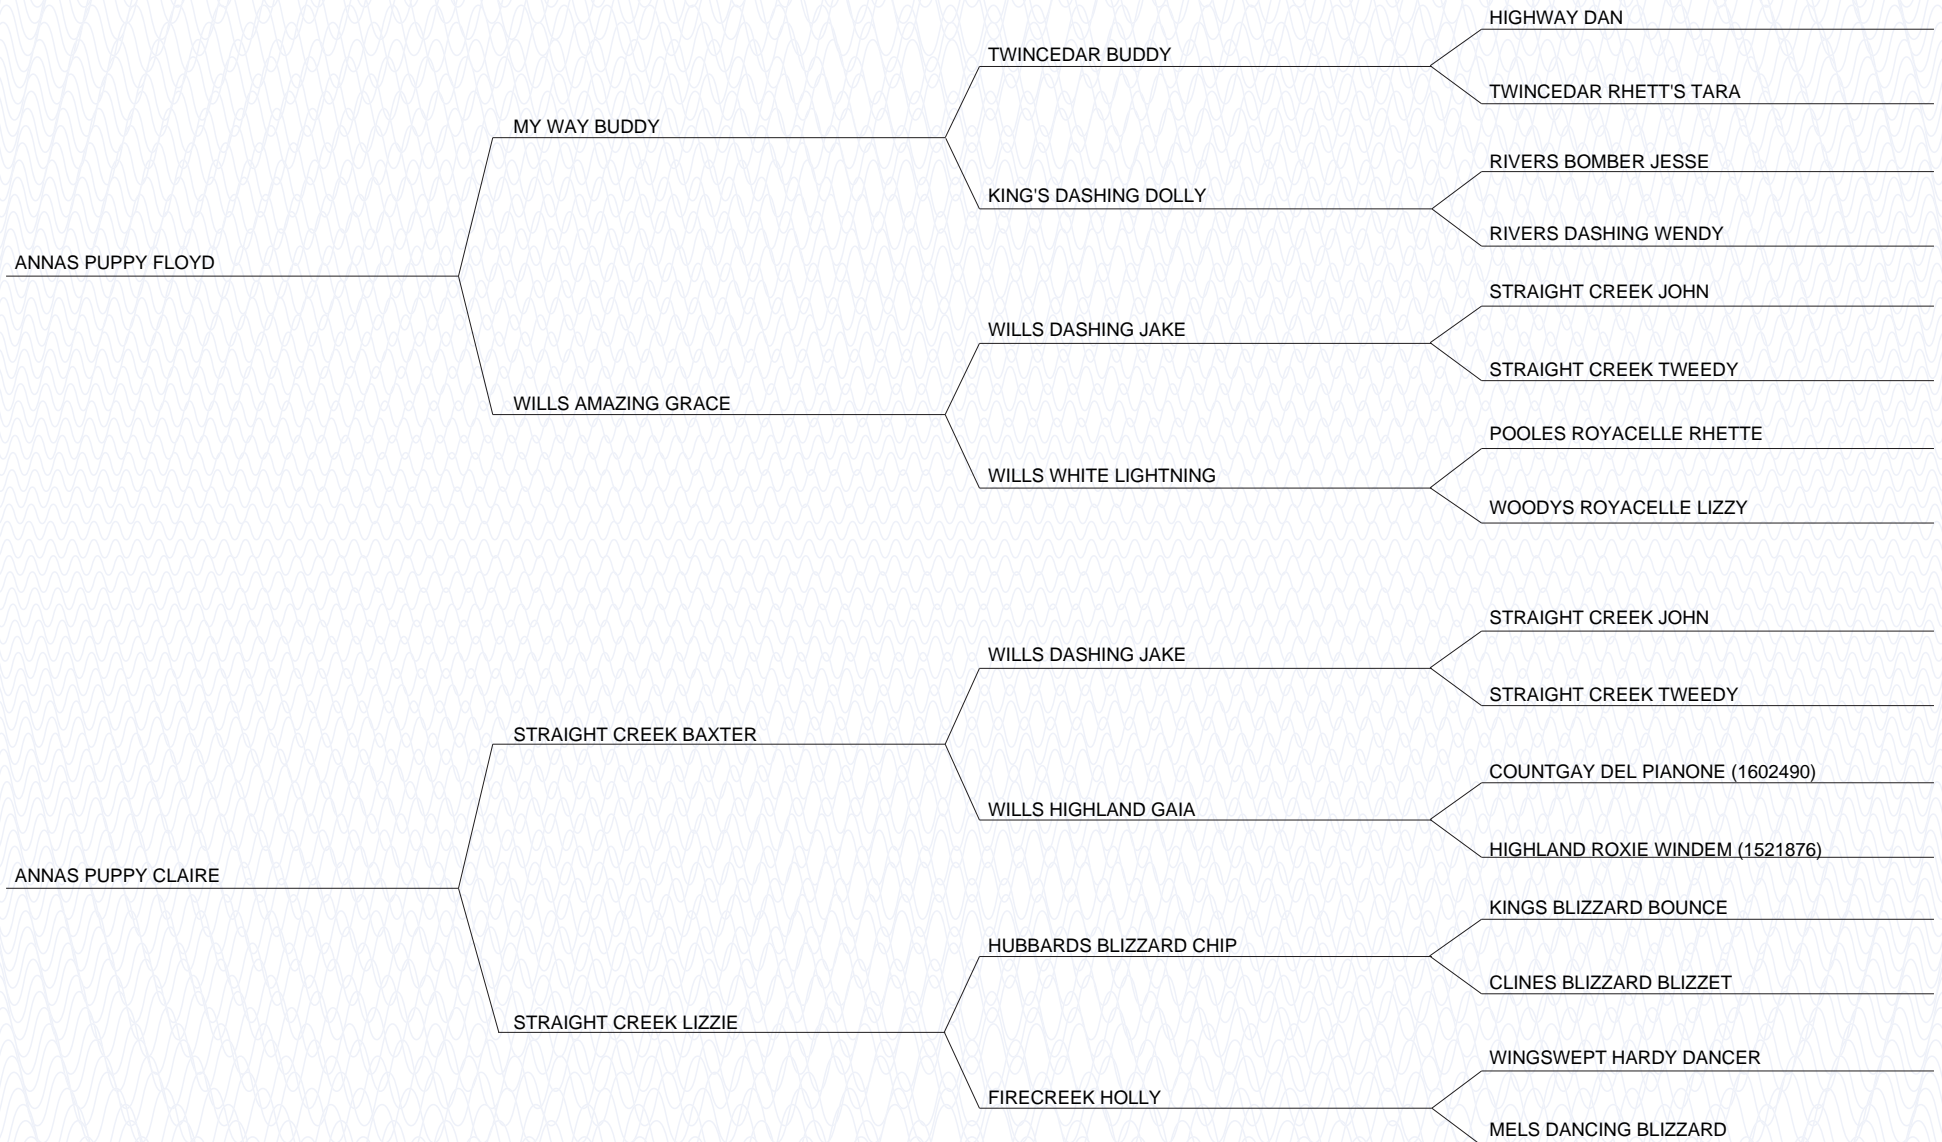 HIGHWAY DAN
TWINCEDAR BUDDY
TWINCEDAR RHETT'S TARA
MY WAY BUDDY
RIVERS BOMBER JESSE
KING'S DASHING DOLLY
RIVERS DASHING WENDY
ANNAS PUPPY FLOYD
STRAIGHT CREEK JOHN
WILLS DASHING JAKE
STRAIGHT CREEK TWEEDY
WILLS AMAZING GRACE
POOLES ROYACELLE RHETTE
WILLS WHITE LIGHTNING
WOODYS ROYACELLE LIZZY
STRAIGHT CREEK JOHN
WILLS DASHING JAKE
STRAIGHT CREEK TWEEDY
STRAIGHT CREEK BAXTER
COUNTGAY DEL PIANONE (1602490)
WILLS HIGHLAND GAIA
HIGHLAND ROXIE WINDEM (1521876)
ANNAS PUPPY CLAIRE
KINGS BLIZZARD BOUNCE
HUBBARDS BLIZZARD CHIP
CLINES BLIZZARD BLIZZET
STRAIGHT CREEK LIZZIE
WINGSWEPT HARDY DANCER
FIRECREEK HOLLY
MELS DANCING BLIZZARD